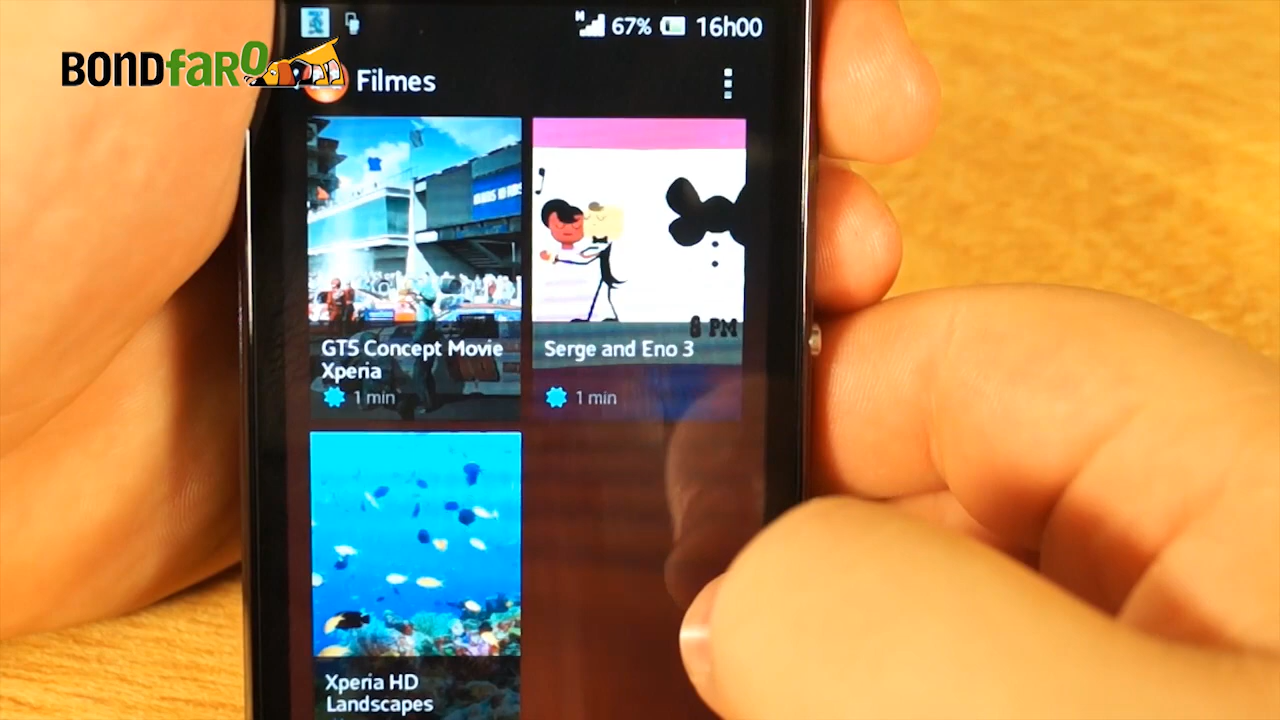 67% 16h00
BONDfARO
Filmes
8 PM
GT5 Concept Movie
Xperia
1 min
Serge and Eno 3
1 min
Xperia HD
Landscapes